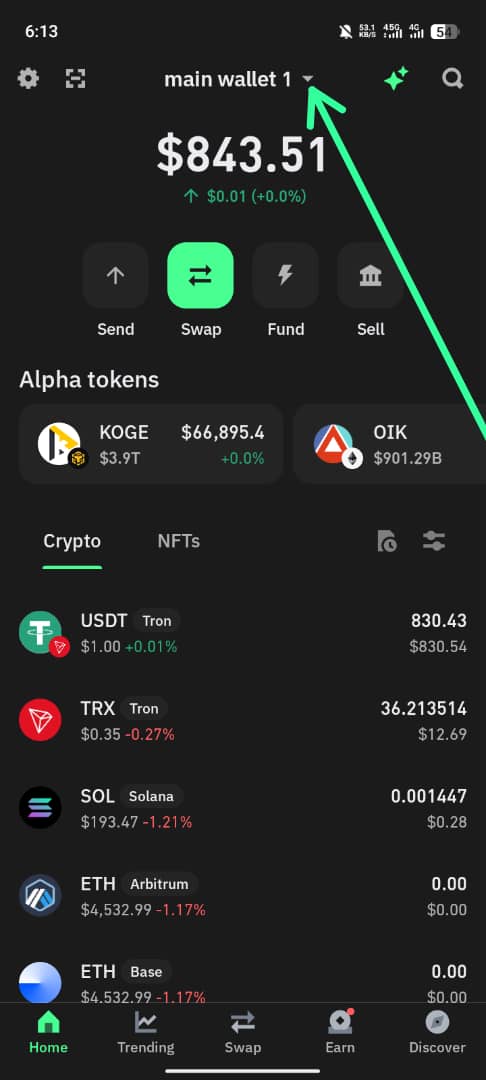 6:13
53.1 KB/S 4.5G 4G 54
main wallet 1
$843.51
$0.01 (+0.0%)
Send Swap Fund Sell
Alpha tokens
KOGE $66,895.4 OIK
$3.9T +0.0% $901.29B
Crypto NFTs
USDT Tron 830.43
$1.00 +0.01% $830.54
TRX Tron 36.213514
$0.35 -0.27% $12.69
SOL Solana 0.001447
$193.47 -1.21% $0.28
ETH Arbitrum 0.00
$4,532.99 -1.17% $0.00
ETH Base 0.00
$4,532.99 -1.17% $0.00
Home Trending Swap Earn Discover